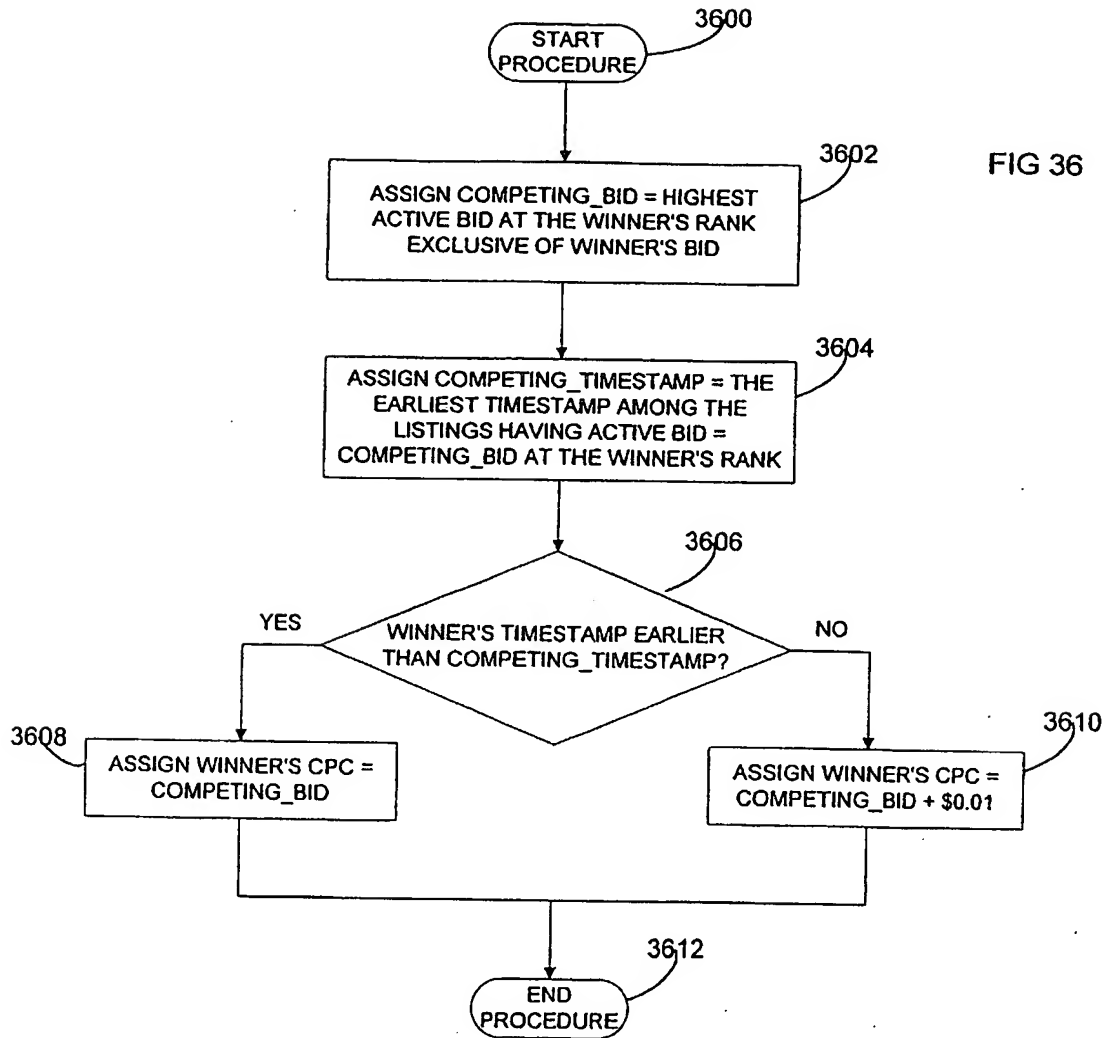 3600
START
PROCEDURE
3602
FIG 36
ASSIGN COMPETING_BID = HIGHEST
ACTIVE BID AT THE WINNER'S RANK
EXCLUSIVE OF WINNER'S BID
3604
ASSIGN COMPETING_TIMESTAMP = THE
EARLIEST TIMESTAMP AMONG THE
LISTINGS HAVING ACTIVE BID =
COMPETING_BID AT THE WINNER'S RANK
3606
YES
WINNER'S TIMESTAMP EARLIER
THAN COMPETING_TIMESTAMP?
NO
3608
ASSIGN WINNER'S CPC =
COMPETING_BID
3610
ASSIGN WINNER'S CPC =
COMPETING_BID + $0.01
3612
END
PROCEDURE